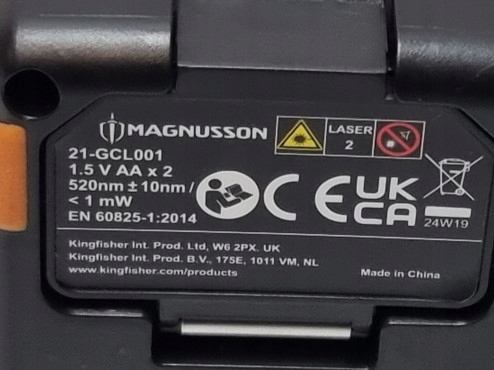 MAGNUSSON
LASER
2
21-GCL001
1.5 V AA x 2
520nm ± 10nm /
< 1 mW
EN 60825-1:2014
CE
UK
CA
24W19
Kingfisher Int. Prod. Ltd, W6 2PX. UK
Kingfisher Int. Prod. B.V., 175E, 1011 VM, NL
www.kingfisher.com/products
Made in China